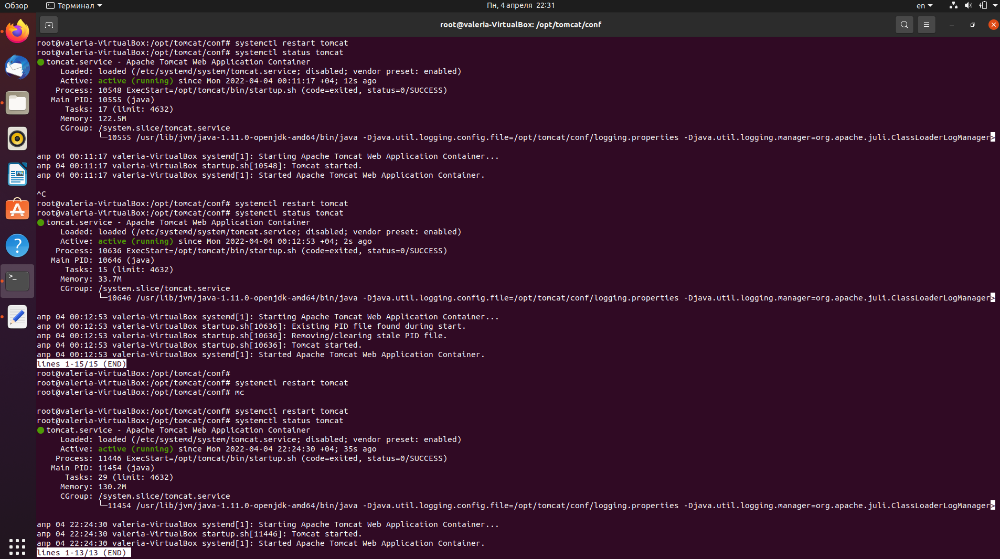 Обзор
Терминал
Пн, 4 апреля 22:31
en
root@valeria-VirtualBox: /opt/tomcat/conf
root@valeria-VirtualBox:/opt/tomcat/conf# systemctl restart tomcat
root@valeria-VirtualBox:/opt/tomcat/conf# systemctl status tomcat
● tomcat.service - Apache Tomcat Web Application Container
Loaded: loaded (/etc/systemd/system/tomcat.service; disabled; vendor preset: enabled)
Active: active (running) since Mon 2022-04-04 00:11:17 +04; 12s ago
Process: 10548 ExecStart=/opt/tomcat/bin/startup.sh (code=exited, status=0/SUCCESS)
Main PID: 10555 (java)
Tasks: 17 (limit: 4632)
Memory: 122.5M
CGroup: /system.slice/tomcat.service
└─10555 /usr/lib/jvm/java-1.11.0-openjdk-amd64/bin/java -Djava.util.logging.config.file=/opt/tomcat/conf/logging.properties -Djava.util.logging.manager=org.apache.juli.ClassLoaderLogManager>
апр 04 00:11:17 valeria-VirtualBox systemd[1]: Starting Apache Tomcat Web Application Container...
апр 04 00:11:17 valeria-VirtualBox startup.sh[10548]: Tomcat started.
апр 04 00:11:17 valeria-VirtualBox systemd[1]: Started Apache Tomcat Web Application Container.
^C
root@valeria-VirtualBox:/opt/tomcat/conf# systemctl restart tomcat
root@valeria-VirtualBox:/opt/tomcat/conf# systemctl status tomcat
● tomcat.service - Apache Tomcat Web Application Container
Loaded: loaded (/etc/systemd/system/tomcat.service; disabled; vendor preset: enabled)
Active: active (running) since Mon 2022-04-04 00:12:53 +04; 2s ago
Process: 10636 ExecStart=/opt/tomcat/bin/startup.sh (code=exited, status=0/SUCCESS)
Main PID: 10646 (java)
Tasks: 15 (limit: 4632)
Memory: 33.7M
CGroup: /system.slice/tomcat.service
└─10646 /usr/lib/jvm/java-1.11.0-openjdk-amd64/bin/java -Djava.util.logging.config.file=/opt/tomcat/conf/logging.properties -Djava.util.logging.manager=org.apache.juli.ClassLoaderLogManager>
апр 04 00:12:53 valeria-VirtualBox systemd[1]: Starting Apache Tomcat Web Application Container...
апр 04 00:12:53 valeria-VirtualBox startup.sh[10636]: Existing PID file found during start.
апр 04 00:12:53 valeria-VirtualBox startup.sh[10636]: Removing/clearing stale PID file.
апр 04 00:12:53 valeria-VirtualBox startup.sh[10636]: Tomcat started.
апр 04 00:12:53 valeria-VirtualBox systemd[1]: Started Apache Tomcat Web Application Container.
lines 1-15/15 (END)
root@valeria-VirtualBox:/opt/tomcat/conf#
root@valeria-VirtualBox:/opt/tomcat/conf# systemctl restart tomcat
root@valeria-VirtualBox:/opt/tomcat/conf# mc
root@valeria-VirtualBox:/opt/tomcat/conf# systemctl restart tomcat
root@valeria-VirtualBox:/opt/tomcat/conf# systemctl status tomcat
● tomcat.service - Apache Tomcat Web Application Container
Loaded: loaded (/etc/systemd/system/tomcat.service; disabled; vendor preset: enabled)
Active: active (running) since Mon 2022-04-04 22:24:30 +04; 35s ago
Process: 11446 ExecStart=/opt/tomcat/bin/startup.sh (code=exited, status=0/SUCCESS)
Main PID: 11454 (java)
Tasks: 29 (limit: 4632)
Memory: 130.2M
CGroup: /system.slice/tomcat.service
└─11454 /usr/lib/jvm/java-1.11.0-openjdk-amd64/bin/java -Djava.util.logging.config.file=/opt/tomcat/conf/logging.properties -Djava.util.logging.manager=org.apache.juli.ClassLoaderLogManager>
апр 04 22:24:30 valeria-VirtualBox systemd[1]: Starting Apache Tomcat Web Application Container...
апр 04 22:24:30 valeria-VirtualBox startup.sh[11446]: Tomcat started.
апр 04 22:24:30 valeria-VirtualBox systemd[1]: Started Apache Tomcat Web Application Container.
lines 1-13/13 (END)